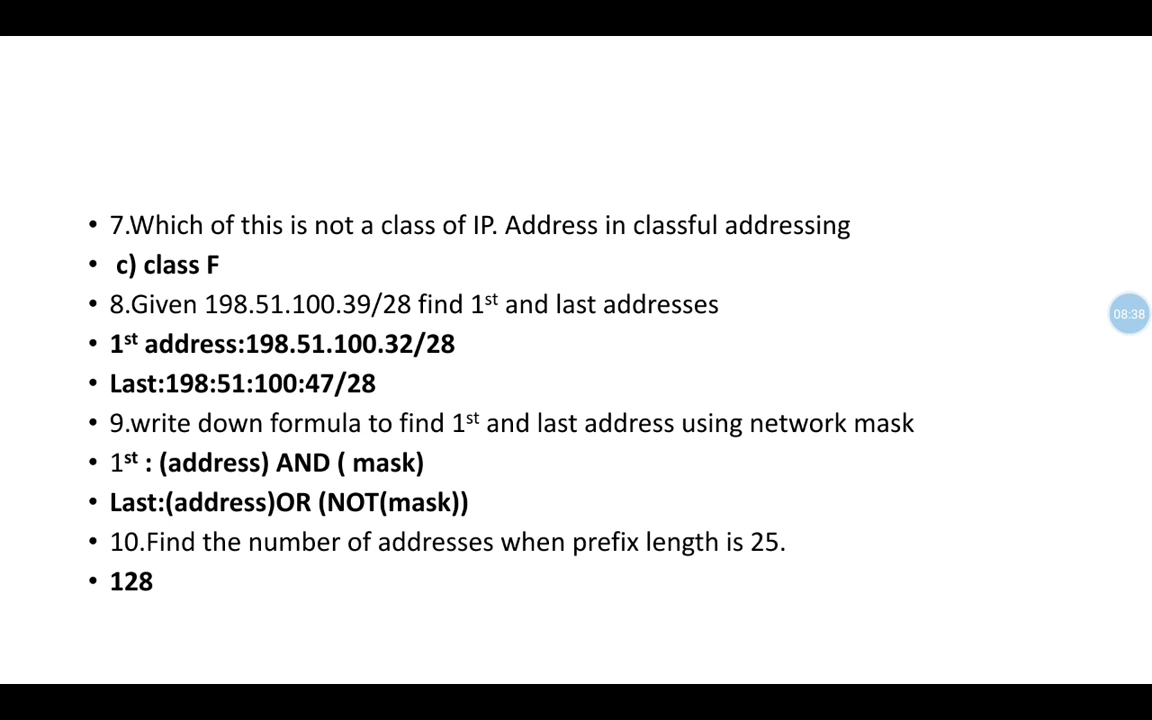 • 7.Which of this is not a class of IP. Address in classful addressing
• c) class F
• 8.Given 198.51.100.39/28 find 1st and last addresses
• 1st address:198.51.100.32/28
• Last:198:51:100:47/28
• 9.write down formula to find 1st and last address using network mask
• 1st : (address) AND ( mask)
• Last:(address)OR (NOT(mask))
• 10.Find the number of addresses when prefix length is 25.
• 128
08:38